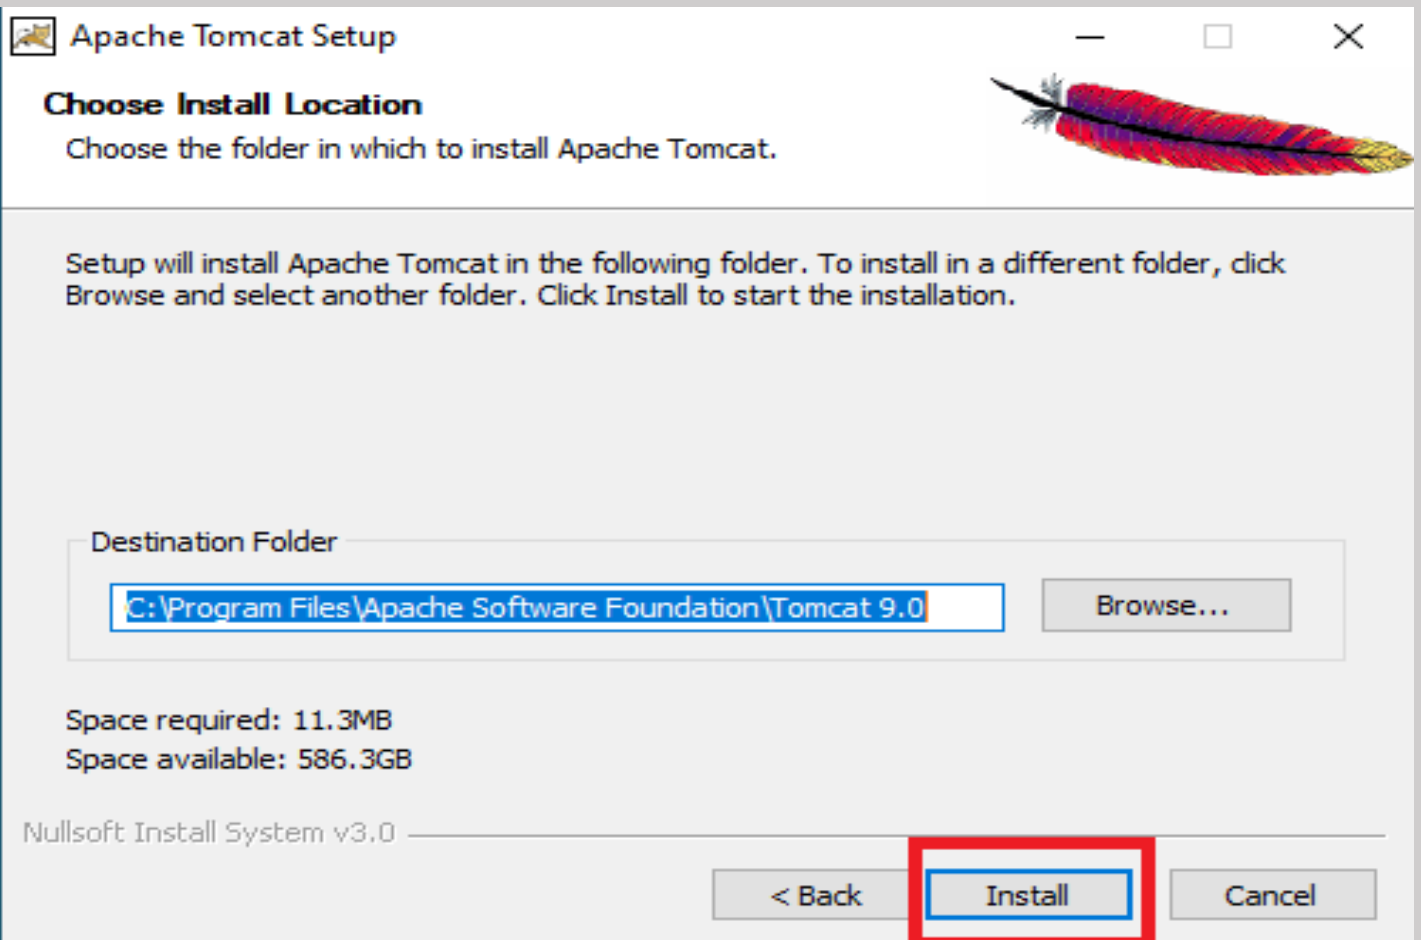 Apache Tomcat Setup
Choose Install Location
Choose the folder in which to install Apache Tomcat.
Setup will install Apache Tomcat in the following folder. To install in a different folder, click
Browse and select another folder. Click Install to start the installation.
Destination Folder
C:\Program Files\Apache Software Foundation\Tomcat 9.0
Browse...
Space required: 11.3MB
Space available: 586.3GB
Nullsoft Install System v3.0
< Back
Install
Cancel